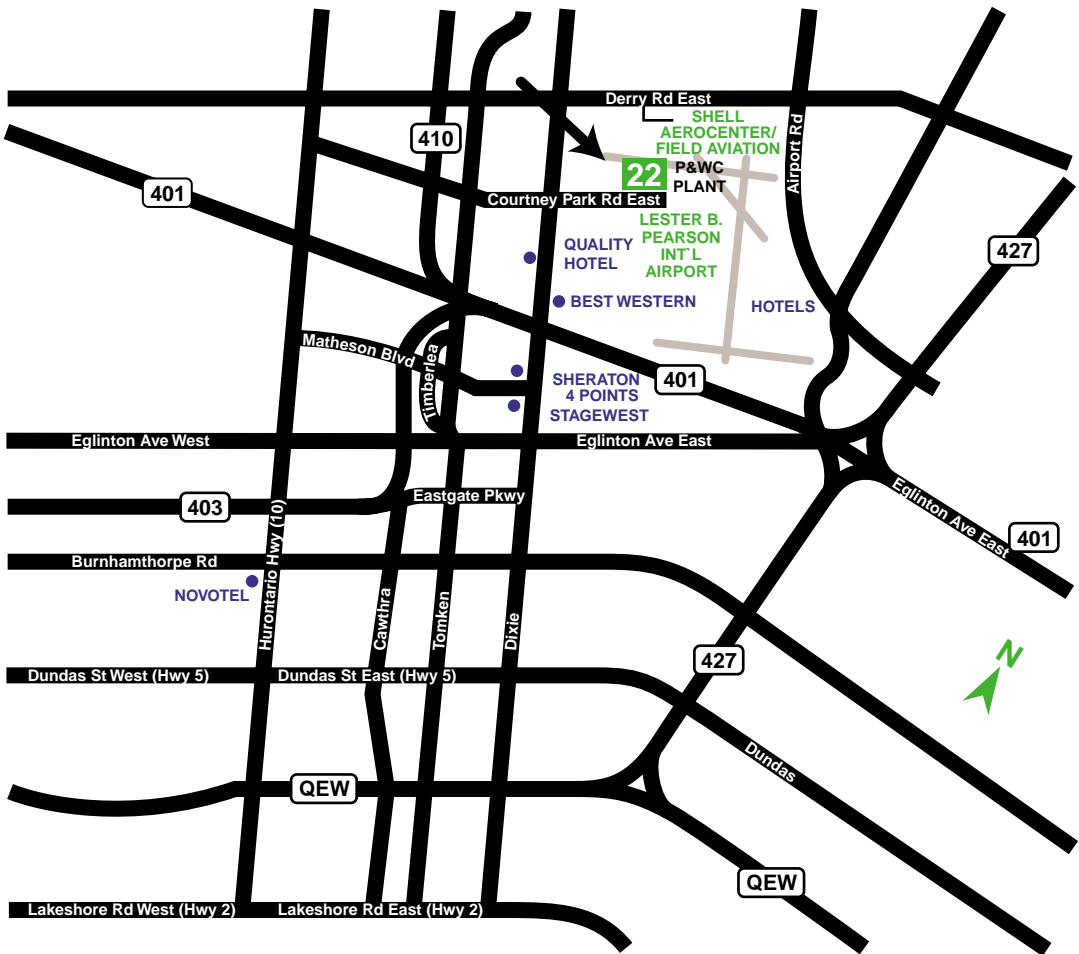 Derry Rd East
SHELL
AEROCENTER/
FIELD AVIATION
410
Airport Rd
22
P&WC
PLANT
401
Courtney Park Rd East
LESTER B.
PEARSON
INT`L
AIRPORT
QUALITY
HOTEL
427
BEST WESTERN
HOTELS
Matheson Blvd
Timberlea
SHERATON
4 POINTS
STAGEWEST
401
Eglinton Ave West
Eglinton Ave East
403
Eastgate Pkwy
Eglinton Ave East
401
Hurontario Hwy (10)
Burnhamthorpe Rd
NOVOTEL
Cawthra
Tomken
Dixie
427
N
Dundas St West (Hwy 5)
Dundas St East (Hwy 5)
Dundas
QEW
QEW
Lakeshore Rd West (Hwy 2)
Lakeshore Rd East (Hwy 2)